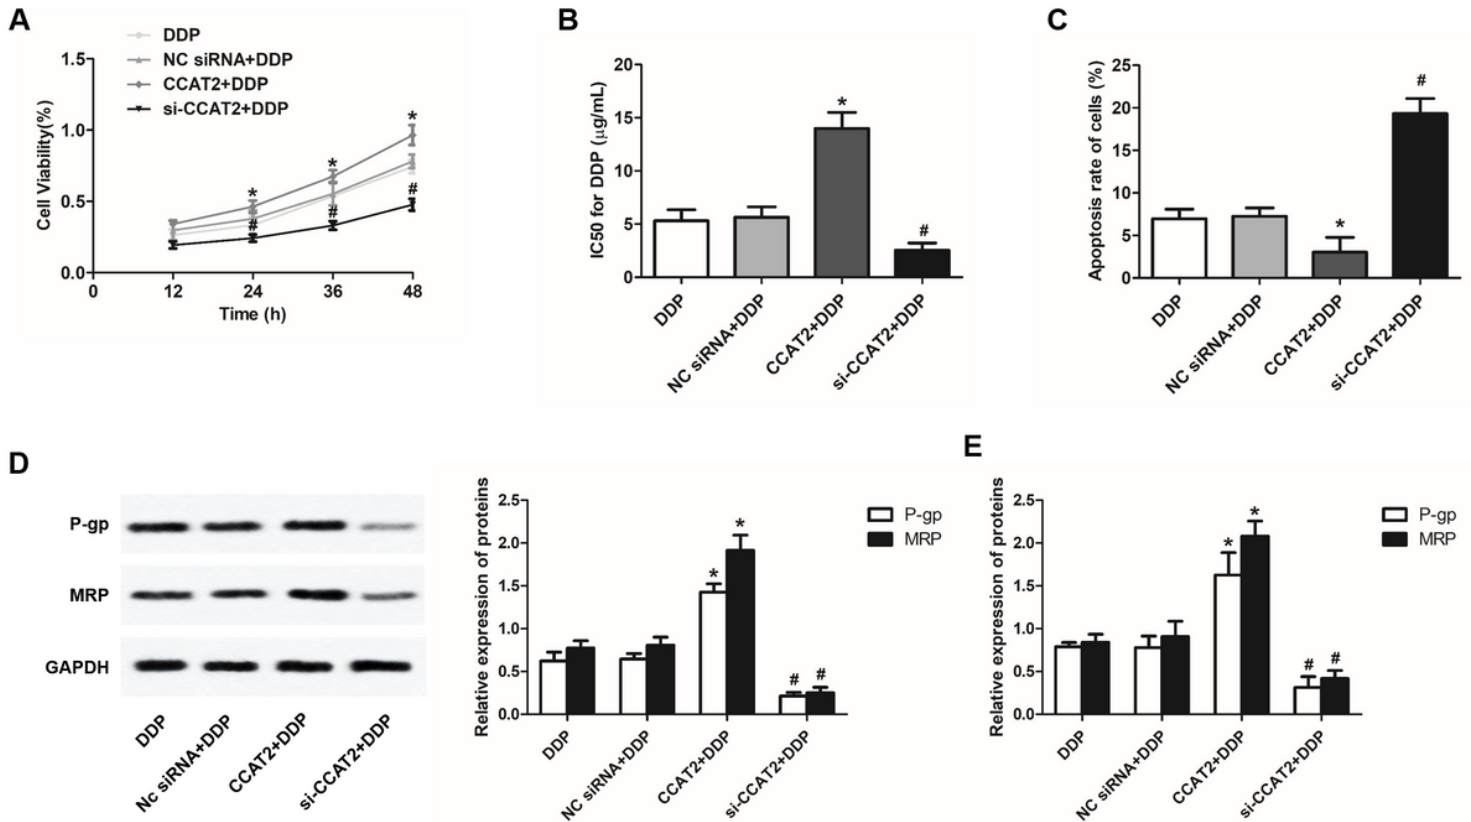 A
DDP
NC siRNA+DDP
CCAT2+DDP
si-CCAT2+DDP
Cell Viability(%)
1.5
1.0
0.5
0.0
*
*
*
#
#
#
0 12 24 36 48
Time (h)
B
IC50 for DDP (μg/mL)
20
15
10
5
0
*
#
DDP
NC siRNA+DDP
CCAT2+DDP
si-CCAT2+DDP
C
Apoptosis rate of cells (%)
25
20
15
10
5
0
*
#
DDP
NC siRNA+DDP
CCAT2+DDP
si-CCAT2+DDP
D
P-gp
MRP
GAPDH
DDP
Nc siRNA+DDP
CCAT2+DDP
si-CCAT2+DDP
Relative expression of proteins
2.5
2.0
1.5
1.0
0.5
0.0
*
*
#
#
P-gp
MRP
DDP
NC siRNA+DDP
CCAT2+DDP
si-CCAT2+DDP
E
Relative expression of proteins
2.5
2.0
1.5
1.0
0.5
0.0
*
*
#
#
P-gp
MRP
DDP
NC siRNA+DDP
CCAT2+DDP
si-CCAT2+DDP